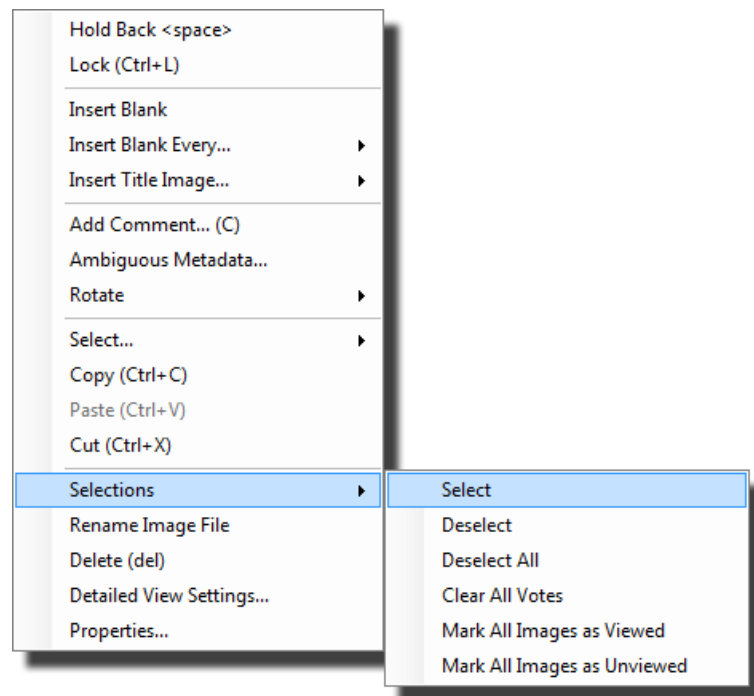 Hold Back <space>
Lock (Ctrl+L)
Insert Blank
Insert Blank Every...
Insert Title Image...
Add Comment... (C)
Ambiguous Metadata...
Rotate
Select...
Copy (Ctrl+C)
Paste (Ctrl+V)
Cut (Ctrl+X)
Selections
Rename Image File
Delete (del)
Detailed View Settings...
Properties...
Select
Deselect
Deselect All
Clear All Votes
Mark All Images as Viewed
Mark All Images as Unviewed